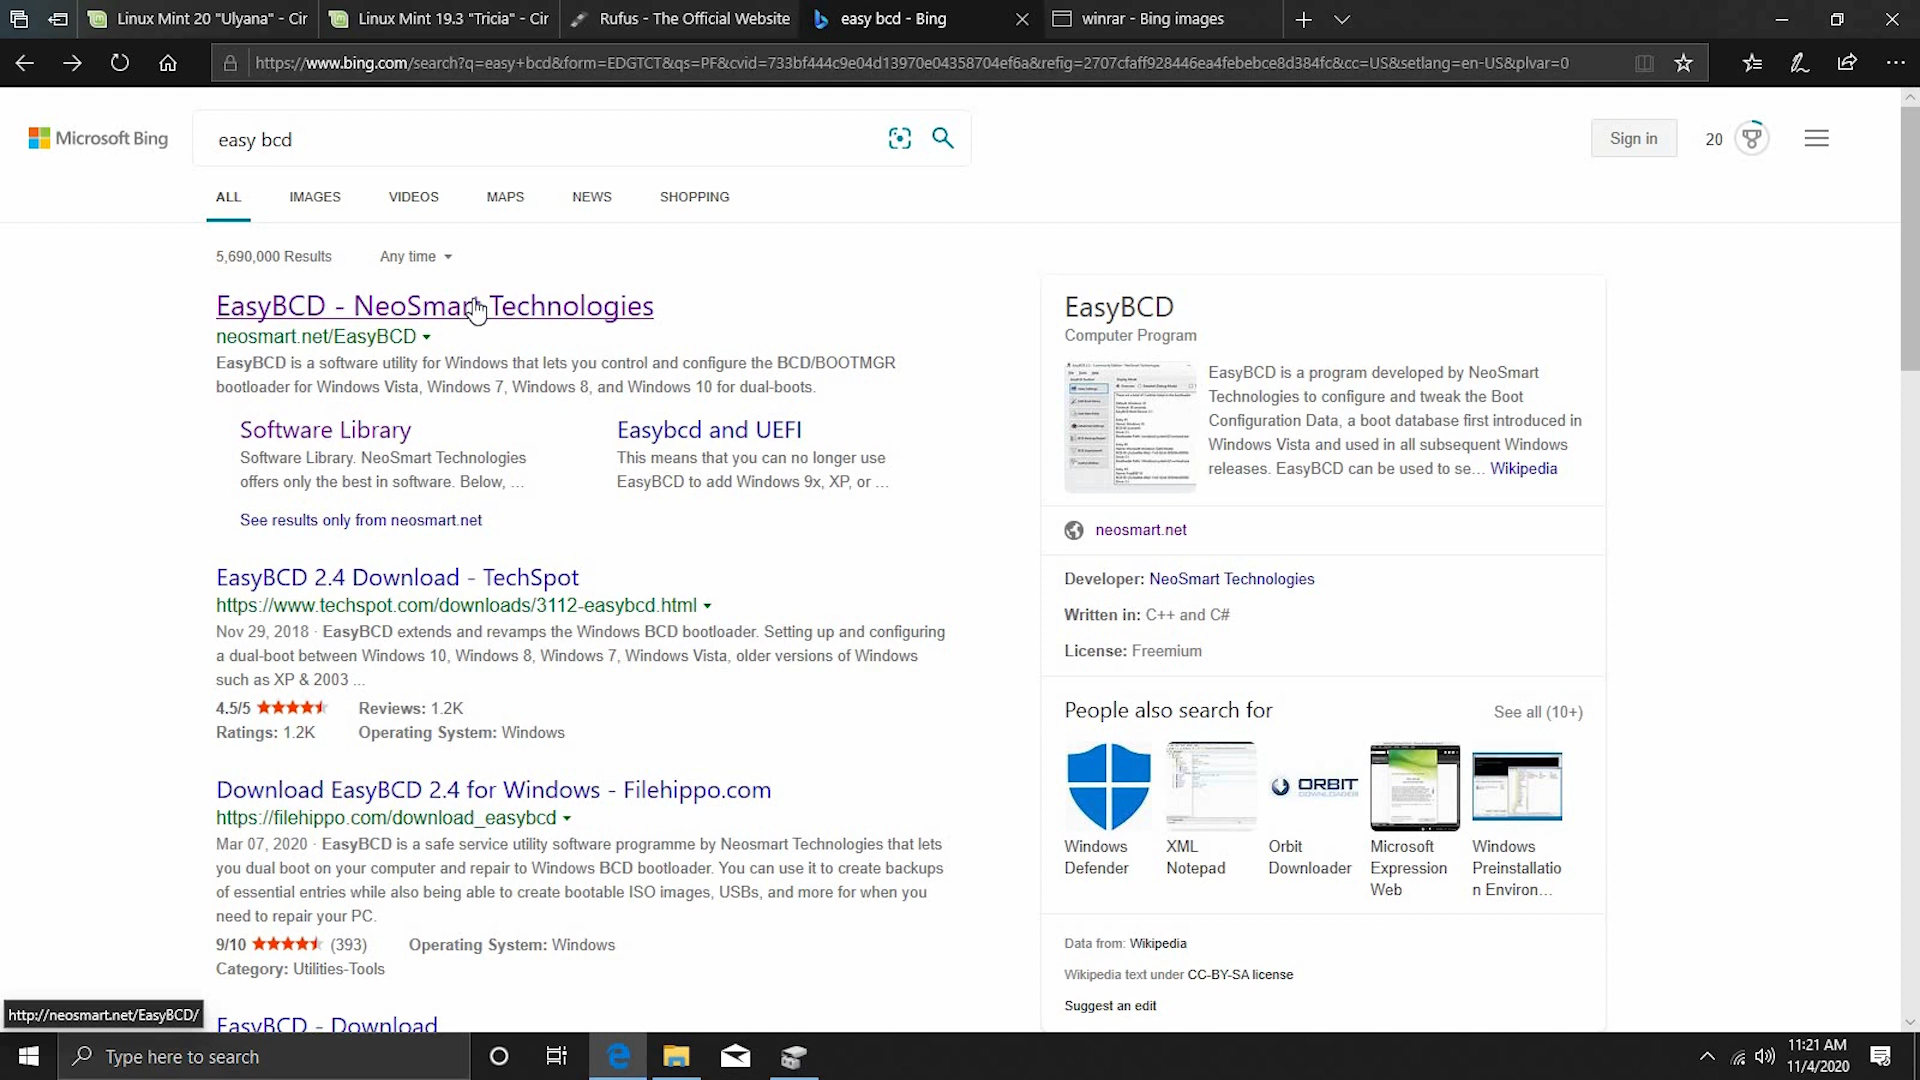 Linux Mint 20 "Ulyana" - Cir
Linux Mint 19.3 "Tricia" - Cir
Rufus - The Official Website
easy bcd - Bing
winrar - Bing images
https://www.bing.com/search?q=easy+bcd&form=EDGTCT&qs=PF&cvid=733bf444c9e04d13970e04358704ef6a&refig=2707cfaff928446ea4febebce8d384fc&cc=US&setlang=en-US&plvar=0
Microsoft Bing
easy bcd
Sign in
20
ALL
IMAGES
VIDEOS
MAPS
NEWS
SHOPPING
5,690,000 Results
Any time
EasyBCD - NeoSmart Technologies
neosmart.net/EasyBCD
EasyBCD is a software utility for Windows that lets you control and configure the BCD/BOOTMGR
bootloader for Windows Vista, Windows 7, Windows 8, and Windows 10 for dual-boots.
Software Library
Software Library. NeoSmart Technologies
offers only the best in software. Below, ...
Easybcd and UEFI
This means that you can no longer use
EasyBCD to add Windows 9x, XP, or ...
See results only from neosmart.net
EasyBCD 2.4 Download - TechSpot
https://www.techspot.com/downloads/3112-easybcd.html
Nov 29, 2018 · EasyBCD extends and revamps the Windows BCD bootloader. Setting up and configuring
a dual-boot between Windows 10, Windows 8, Windows 7, Windows Vista, older versions of Windows
such as XP & 2003 ...
4.5/5
Reviews: 1.2K
Ratings: 1.2K
Operating System: Windows
Download EasyBCD 2.4 for Windows - Filehippo.com
https://filehippo.com/download_easybcd
Mar 07, 2020 · EasyBCD is a safe service utility software programme by Neosmart Technologies that lets
you dual boot on your computer and repair to Windows BCD bootloader. You can use it to create backups
of essential entries while also being able to create bootable ISO images, USBs, and more for when you
need to repair your PC.
9/10
(393)
Operating System: Windows
Category: Utilities-Tools
EasyBCD - Download
EasyBCD
Computer Program
EasyBCD is a program developed by NeoSmart
Technologies to configure and tweak the Boot
Configuration Data, a boot database first introduced in
Windows Vista and used in all subsequent Windows
releases. EasyBCD can be used to se... Wikipedia
neosmart.net
Developer: NeoSmart Technologies
Written in: C++ and C#
License: Freemium
People also search for
See all (10+)
ORBIT
Windows
Defender
XML
Notepad
Orbit
Downloader
Microsoft
Expression
Web
Windows
Preinstallatio
n Environ...
Data from: Wikipedia
Wikipedia text under CC-BY-SA license
Suggest an edit
http://neosmart.net/EasyBCD/
Type here to search
11:21 AM
11/4/2020